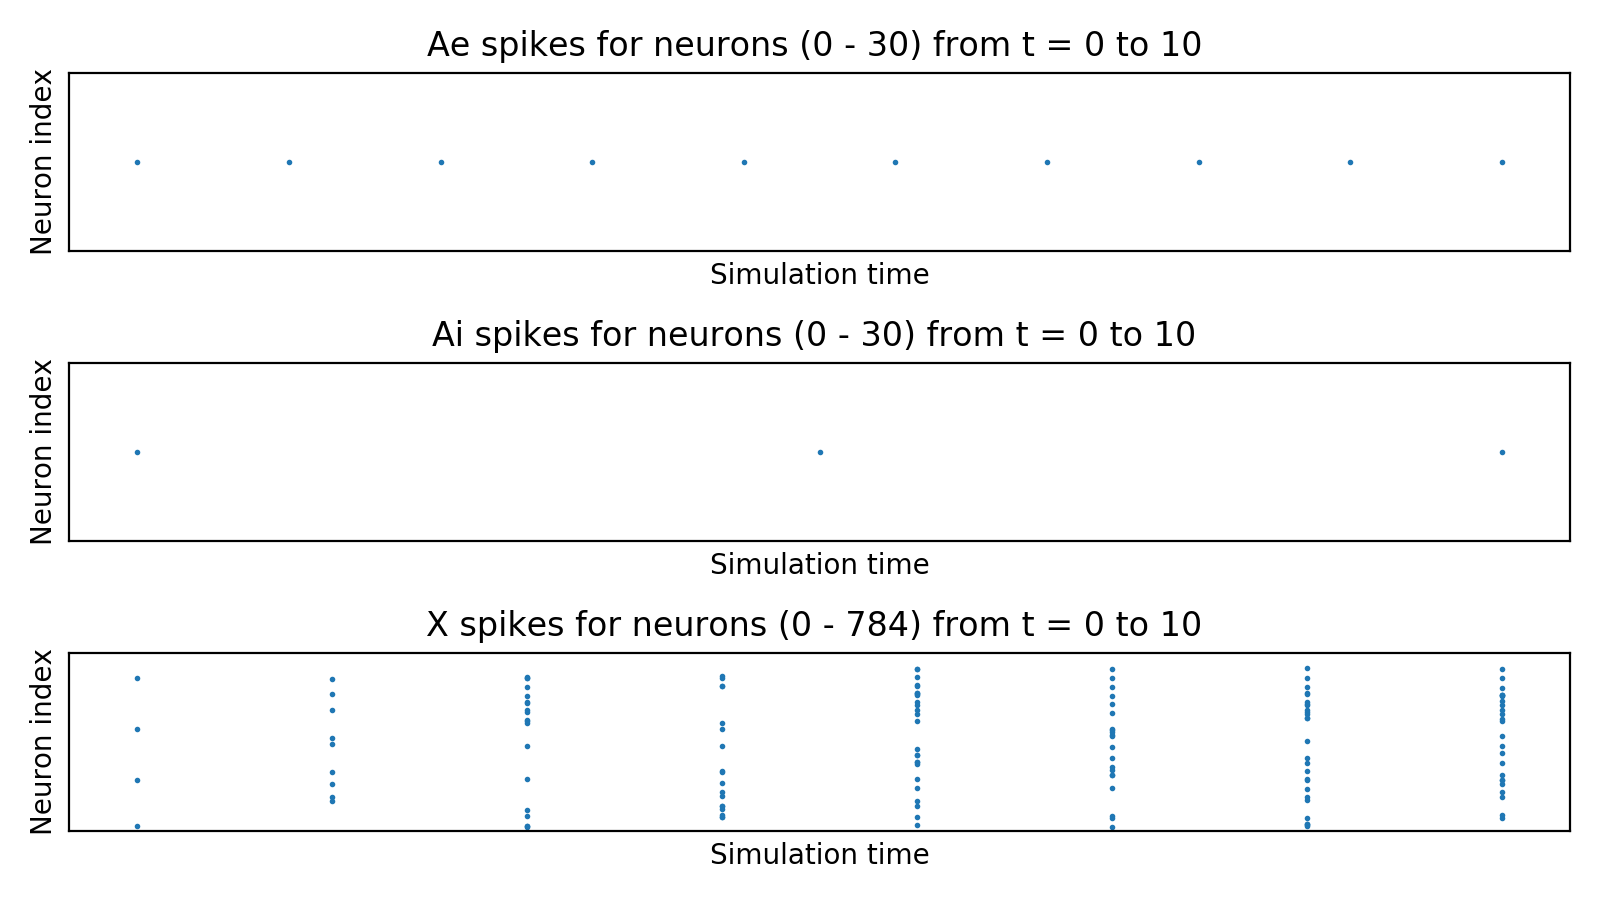 Ae spikes for neurons (0 - 30) from t = 0 to 10
Neuron index
Simulation time
Ai spikes for neurons (0 - 30) from t = 0 to 10
Neuron index
Simulation time
X spikes for neurons (0 - 784) from t = 0 to 10
Neuron index
Simulation time